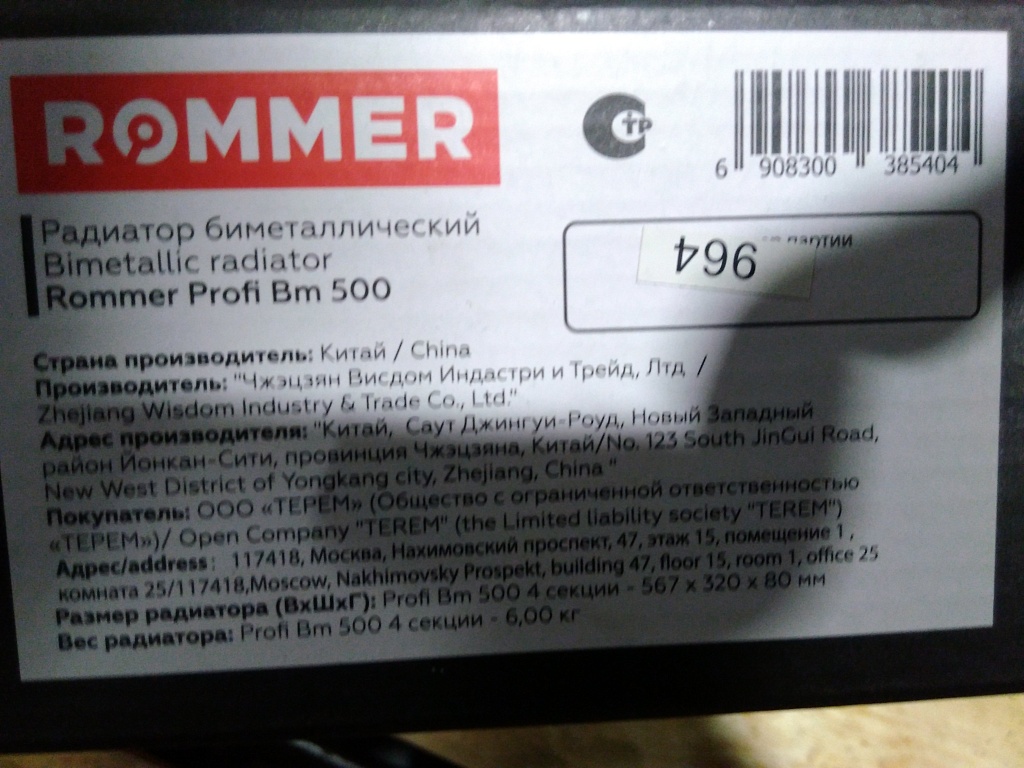 ROMMER
СТР
6 908300 385404
Радиатор биметаллический
Bimetallic radiator
Rommer Profi Bm 500
партии
964
Страна производитель: Китай / China
Производитель: "Чжэцзян Висдом Индастри и Трейд, Лтд /
Zhejiang Wisdom Industry & Trade Co., Ltd."
Адрес производителя: "Китай, Саут Джингуи-Роуд, Новый Западный
район Йонкан-Сити, провинция Чжэцзяна, Китай/No. 123 South JinGui Road,
New West District of Yongkang city, Zhejiang, China "
Покупатель: ООО «ТЕРЕМ» (Общество с ограниченной ответственностью
«ТЕРЕМ»)/ Open Company "TEREM" (the Limited liability society "TEREM")
Адрес/address: 117418, Москва, Нахимовский проспект, 47, этаж 15, помещение 1 ,
комната 25/117418,Moscow, Nakhimovsky Prospekt, building 47, floor 15, room 1, office 25
Размер радиатора (ВхШхГ): Profi Bm 500 4 секции - 567 x 320 x 80 мм
Вес радиатора: Profi Bm 500 4 секции - 6,00 кг